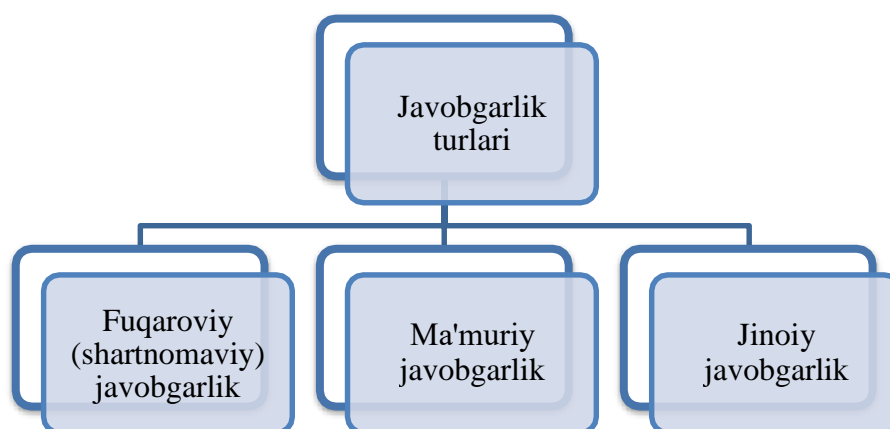 Javobgarlik
turlari
Fuqaroviy
(shartnomaviy)
javobgarlik
Ma'muriy
javobgarlik
Jinoiy
javobgarlik